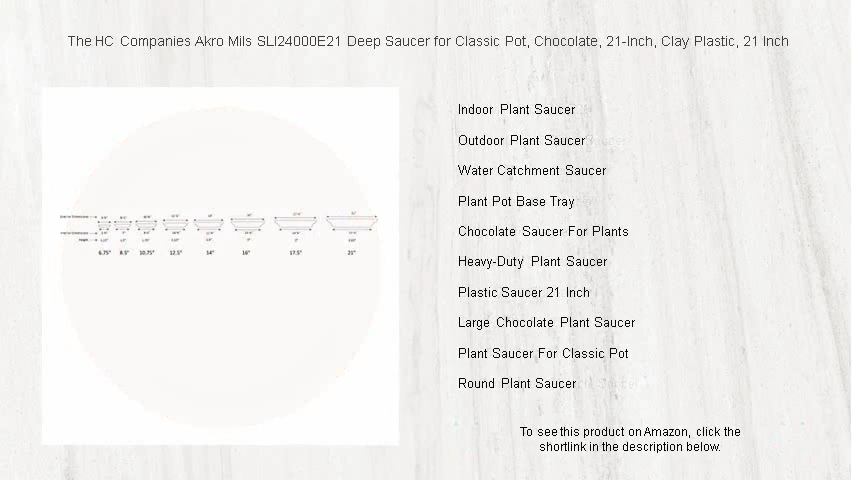 The HC Companies Akro Mils SLI24000E21 Deep Saucer for Classic Pot, Chocolate, 21-Inch, Clay Plastic, 21 Inch
Indoor Plant Saucer
Outdoor Plant Saucer
Water Catchment Saucer
Plant Pot Base Tray
Chocolate Saucer For Plants
Heavy-Duty Plant Saucer
Plastic Saucer 21 Inch
Large Chocolate Plant Saucer
Plant Saucer For Classic Pot
Round Plant Saucer
6.75" 8.5" 10.75" 12.5" 14" 16" 17.5" 21"
To see this product on Amazon, click the
shortlink in the description below.